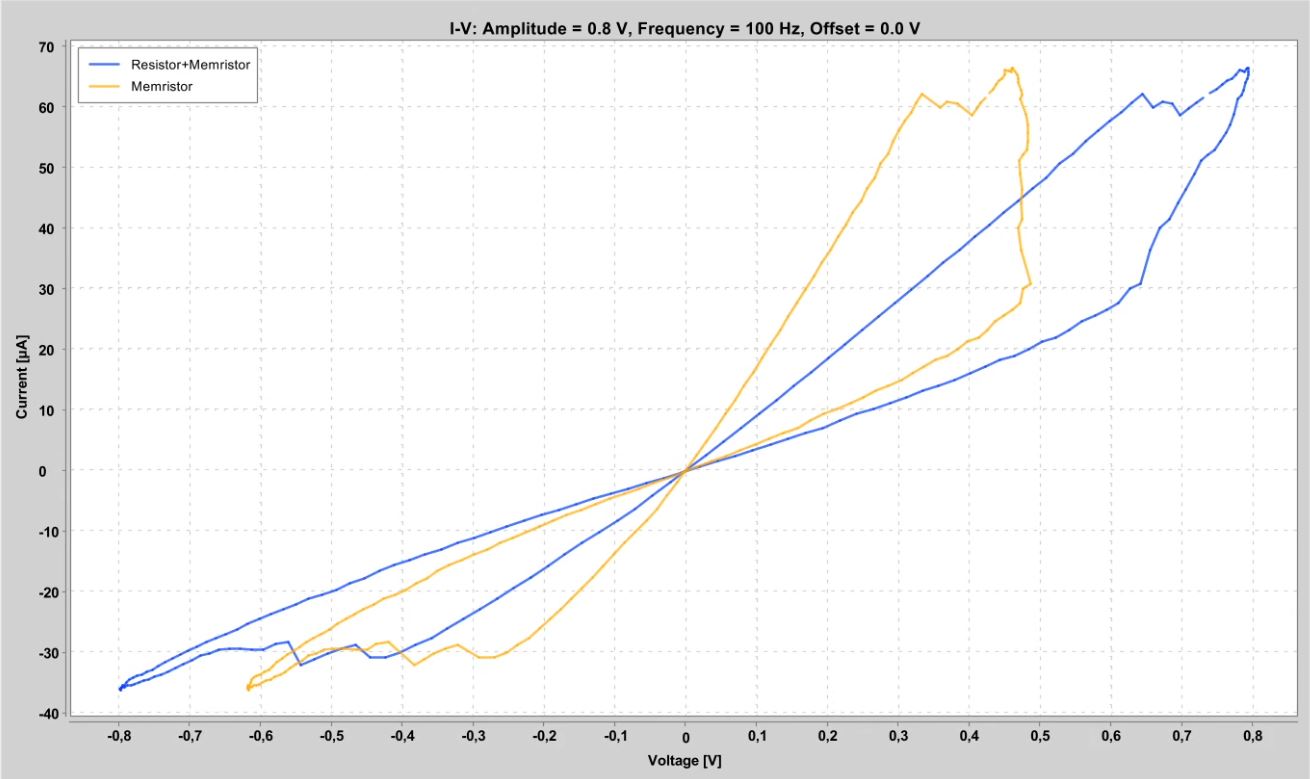 I-V: Amplitude = 0.8 V, Frequency = 100 Hz, Offset = 0.0 V
Resistor+Memristor
Memristor
Current [µA]
70
60
50
40
30
20
10
0
-10
-20
-30
-40
-0,8 -0,7 -0,6 -0,5 -0,4 -0,3 -0,2 -0,1 0 0,1 0,2 0,3 0,4 0,5 0,6 0,7 0,8
Voltage [V]